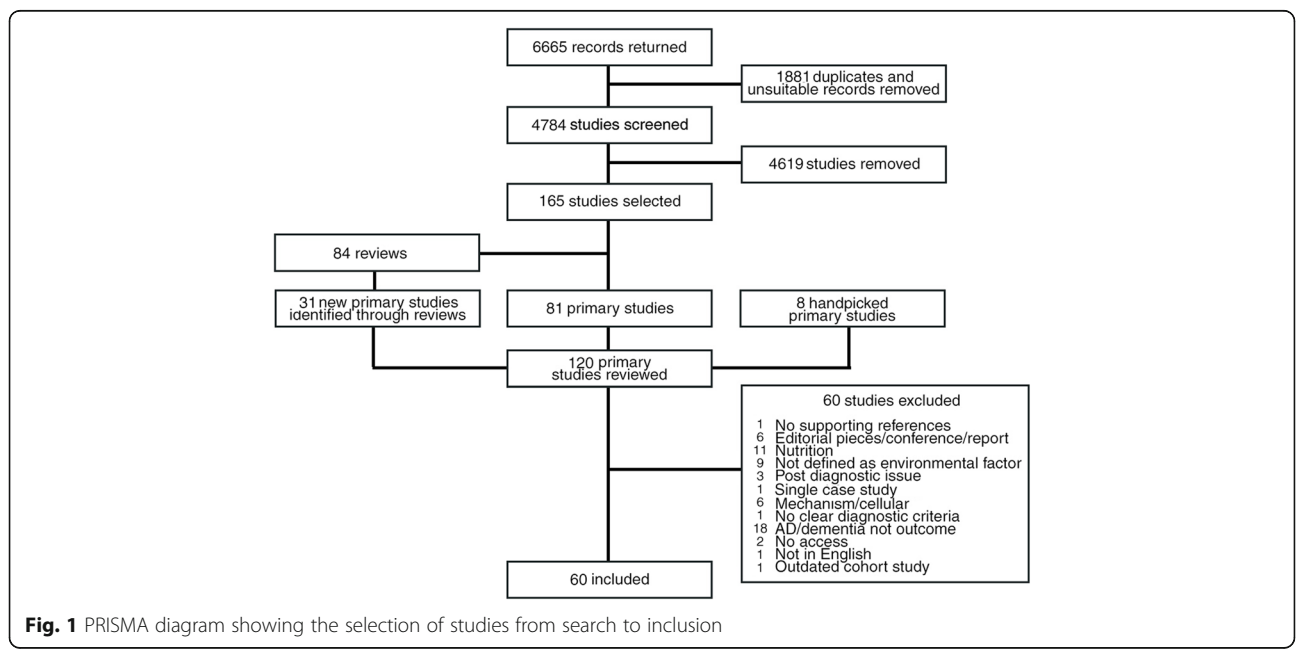 6665 records returned
1881 duplicates and
unsuitable records removed
4784 studies screened
4619 studies removed
165 studies selected
84 reviews
31 new primary studies
identified through reviews
81 primary studies
8 handpicked
primary studies
120 primary
studies reviewed
60 studies excluded
1 No supporting references
6 Editorial pieces/conference/report
11 Nutrition
9 Not defined as environmental factor
3 Post diagnostic issue
1 Single case study
6 Mechanism/cellular
1 No clear diagnostic criteria
18 AD/dementia not outcome
2 No access
1 Not in English
1 Outdated cohort study
60 included
Fig. 1 PRISMA diagram showing the selection of studies from search to inclusion